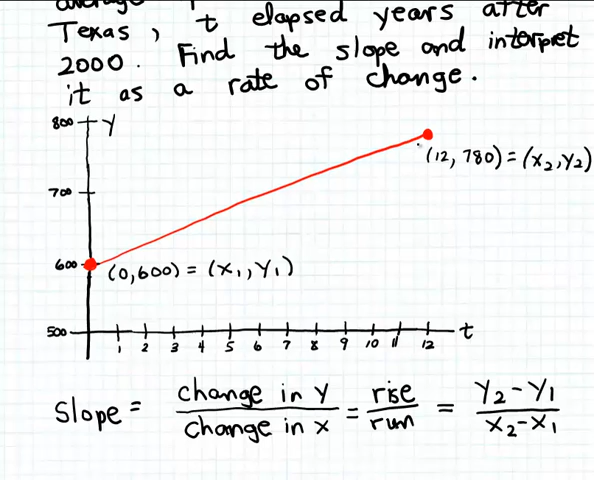 Texas, t elapsed years after
2000. Find the slope and interpret
it as a rate of change.
800 Y
(12, 780) = (x₂, y₂)
700
600 (0,600) = (x₁, y₁)
500 t
1 2 3 4 5 6 7 8 9 10 11 12
Slope = change in y / change in x = rise / run = y₂-y₁ / x₂-x₁